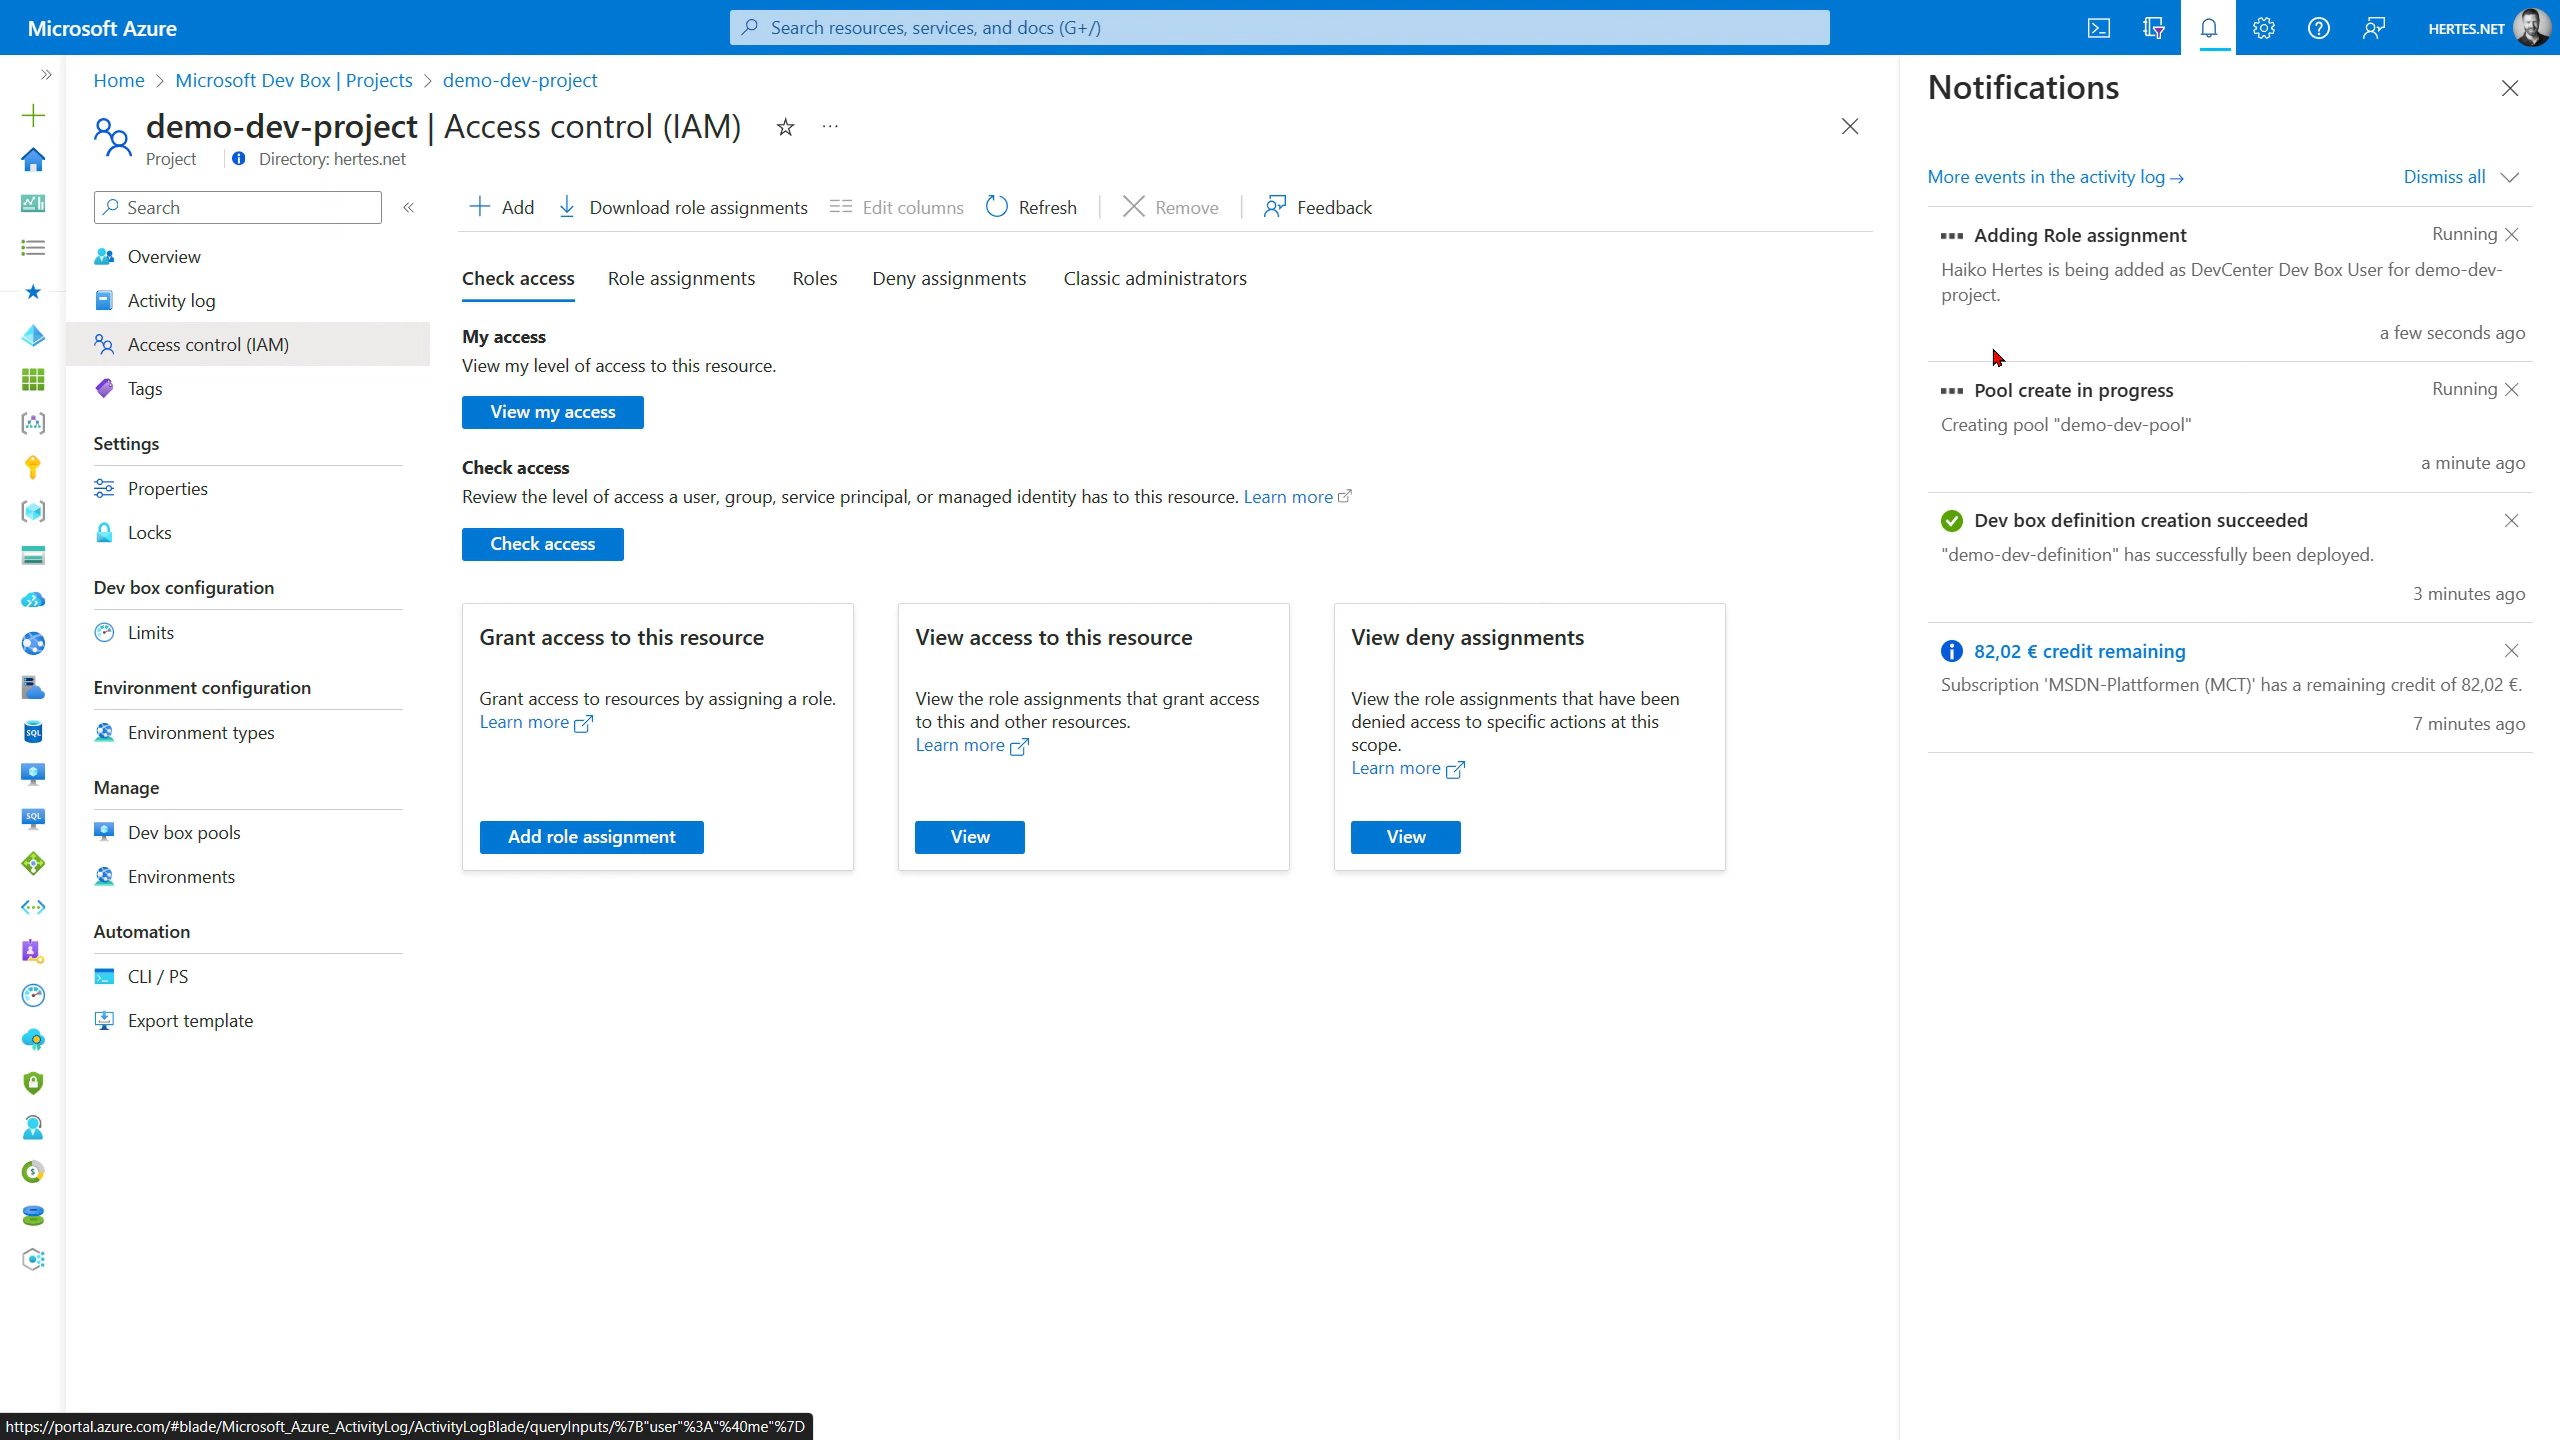 Microsoft Azure
Search resources, services, and docs (G+/)
HERTES.NET
Home > Microsoft Dev Box | Projects > demo-dev-project
demo-dev-project | Access control (IAM)
Project
Directory: hertes.net
Search
Overview
Activity log
Access control (IAM)
Tags
Settings
Properties
Locks
Dev box configuration
Limits
Environment configuration
Environment types
Manage
Dev box pools
Environments
Automation
CLI / PS
Export template
Add
Download role assignments
Edit columns
Refresh
Remove
Feedback
Check access
Role assignments
Roles
Deny assignments
Classic administrators
My access
View my level of access to this resource.
View my access
Check access
Review the level of access a user, group, service principal, or managed identity has to this resource. Learn more
Check access
Grant access to this resource
Grant access to resources by assigning a role.
Learn more
Add role assignment
View access to this resource
View the role assignments that grant access
to this and other resources.
Learn more
View
View deny assignments
View the role assignments that have been
denied access to specific actions at this
scope.
Learn more
View
Notifications
More events in the activity log →
Dismiss all
Adding Role assignment
Running
Haiko Hertes is being added as DevCenter Dev Box User for demo-dev-
project.
a few seconds ago
Pool create in progress
Running
Creating pool "demo-dev-pool"
a minute ago
Dev box definition creation succeeded
"demo-dev-definition" has successfully been deployed.
3 minutes ago
82,02 € credit remaining
Subscription 'MSDN-Plattformen (MCT)' has a remaining credit of 82,02 €.
7 minutes ago
https://portal.azure.com/#blade/Microsoft_Azure_ActivityLog/ActivityLogBlade/queryInputs/%7B"user"%3A"%40me"%7D